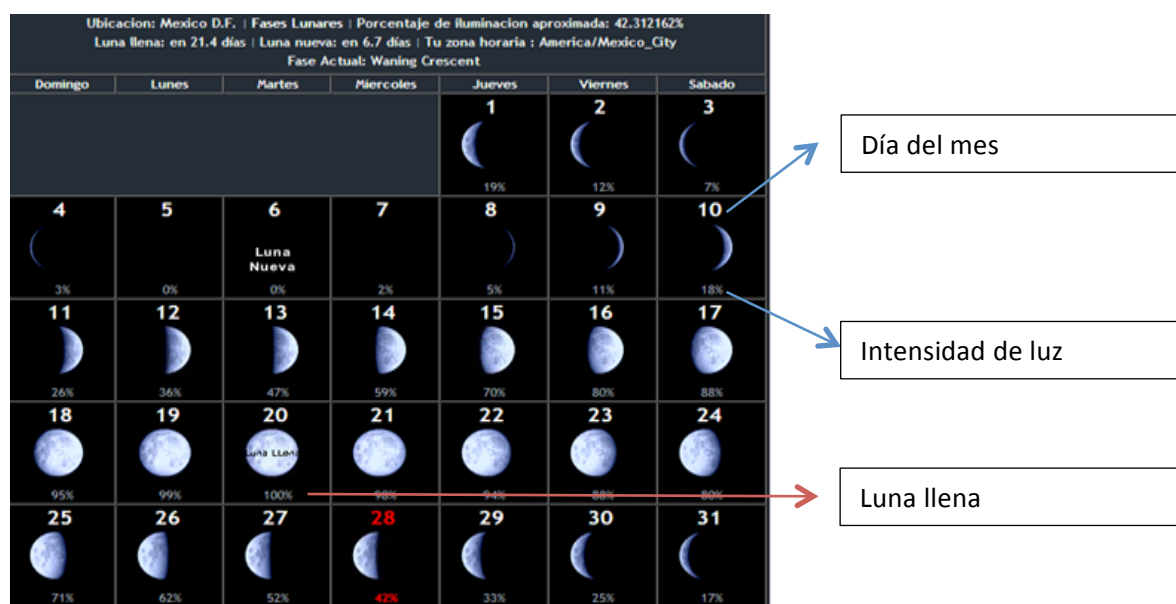 Ubicacion: Mexico D.F. | Fases Lunares | Porcentaje de iluminacion aproximada: 42.312162%
Luna llena: en 21.4 días | Luna nueva: en 6.7 días | Tu zona horaria : America/Mexico_City
Fase Actual: Waning Crescent
Domingo Lunes Martes Miercoles Jueves Viernes Sabado
1 2 3
19% 12% 7%
Día del mes
4 5 6 7 8 9 10
Luna
Nueva
3% 0% 0% 2% 5% 11% 18%
11 12 13 14 15 16 17
Intensidad de luz
26% 36% 47% 59% 70% 80% 88%
18 19 20 21 22 23 24
Luna LLena
95% 99% 100% 98% 94% 88% 80%
Luna llena
25 26 27 28 29 30 31
71% 62% 52% 42% 33% 25% 17%